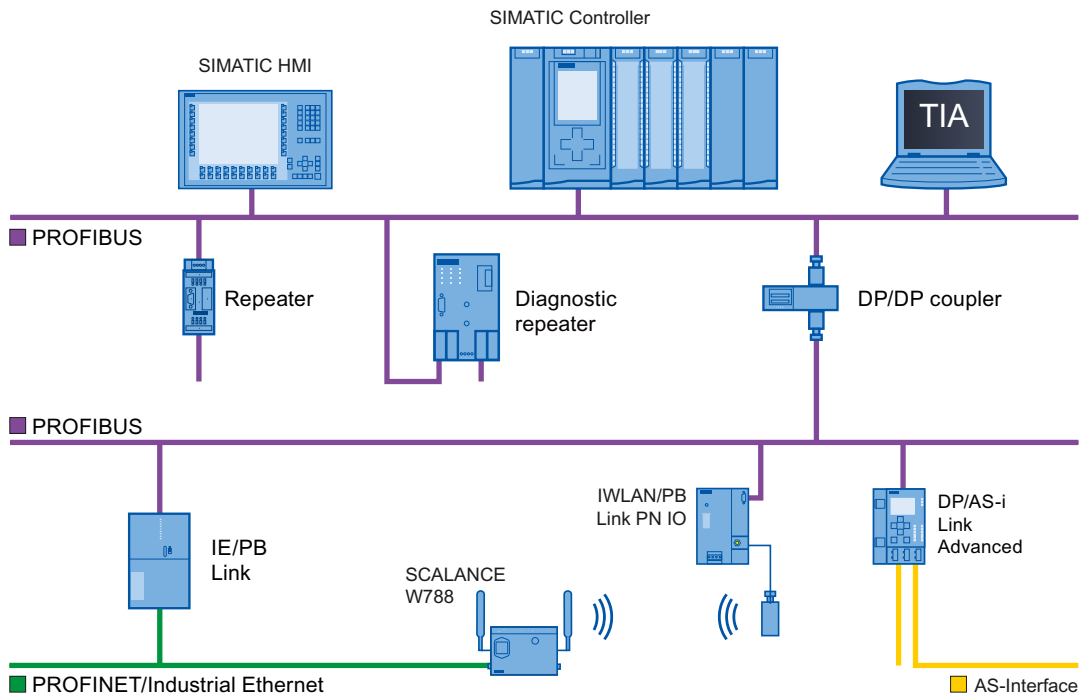 SIMATIC Controller
SIMATIC HMI
TIA
PROFIBUS
Repeater
Diagnostic
repeater
DP/DP coupler
PROFIBUS
IWLAN/PB
Link PN IO
DP/AS-i
Link
Advanced
IE/PB
Link
SCALANCE
W788
PROFINET/Industrial Ethernet
AS-Interface